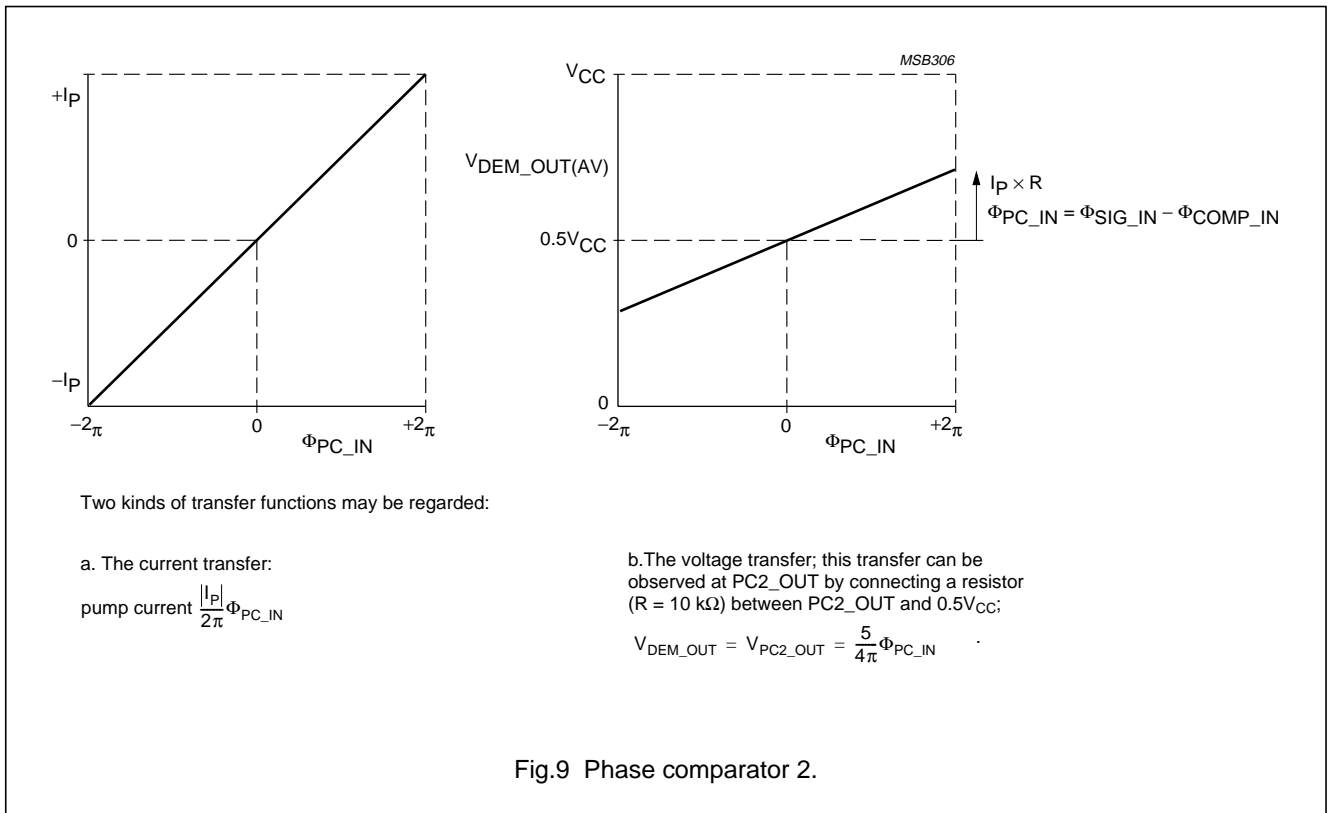 MSB306
+IP
0
−IP
−2π
0
+2π
ΦPC_IN
VCC
VDEM_OUT(AV)
0.5VCC
0
−2π
0
+2π
ΦPC_IN
IP × R
ΦPC_IN = ΦSIG_IN − ΦCOMP_IN
Two kinds of transfer functions may be regarded:
a. The current transfer:
pump current |IP|/2π ΦPC_IN
b.The voltage transfer; this transfer can be
observed at PC2_OUT by connecting a resistor
(R = 10 kΩ) between PC2_OUT and 0.5VCC;
VDEM_OUT = VPC2_OUT = 5/4π ΦPC_IN .
Fig.9 Phase comparator 2.